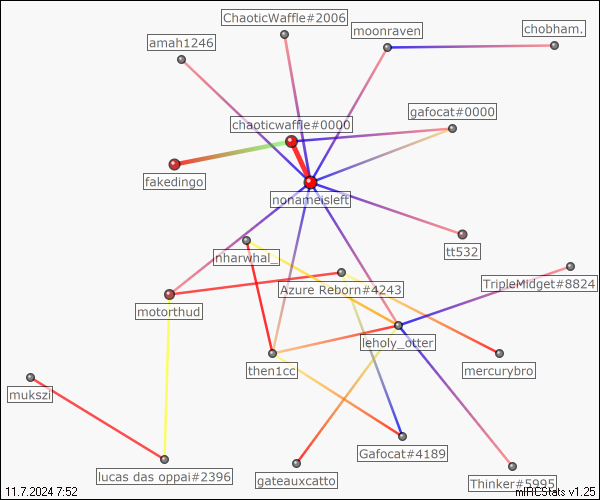 ChaoticWaffle#2006
chobham.
moonraven
amah1246
gafocat#0000
chaoticwaffle#0000
fakedingo
nonameisleft
tt532
nharwhal_
TripleMidget#8824
Azure Reborn#4243
motorthud
leholy_otter
then1cc
mercurybro
mukszi
Gafocat#4189
lucas das oppai#2396
gateauxcatto
Thinker#5995
11.7.2024 7:52
mIRCStats v1.25